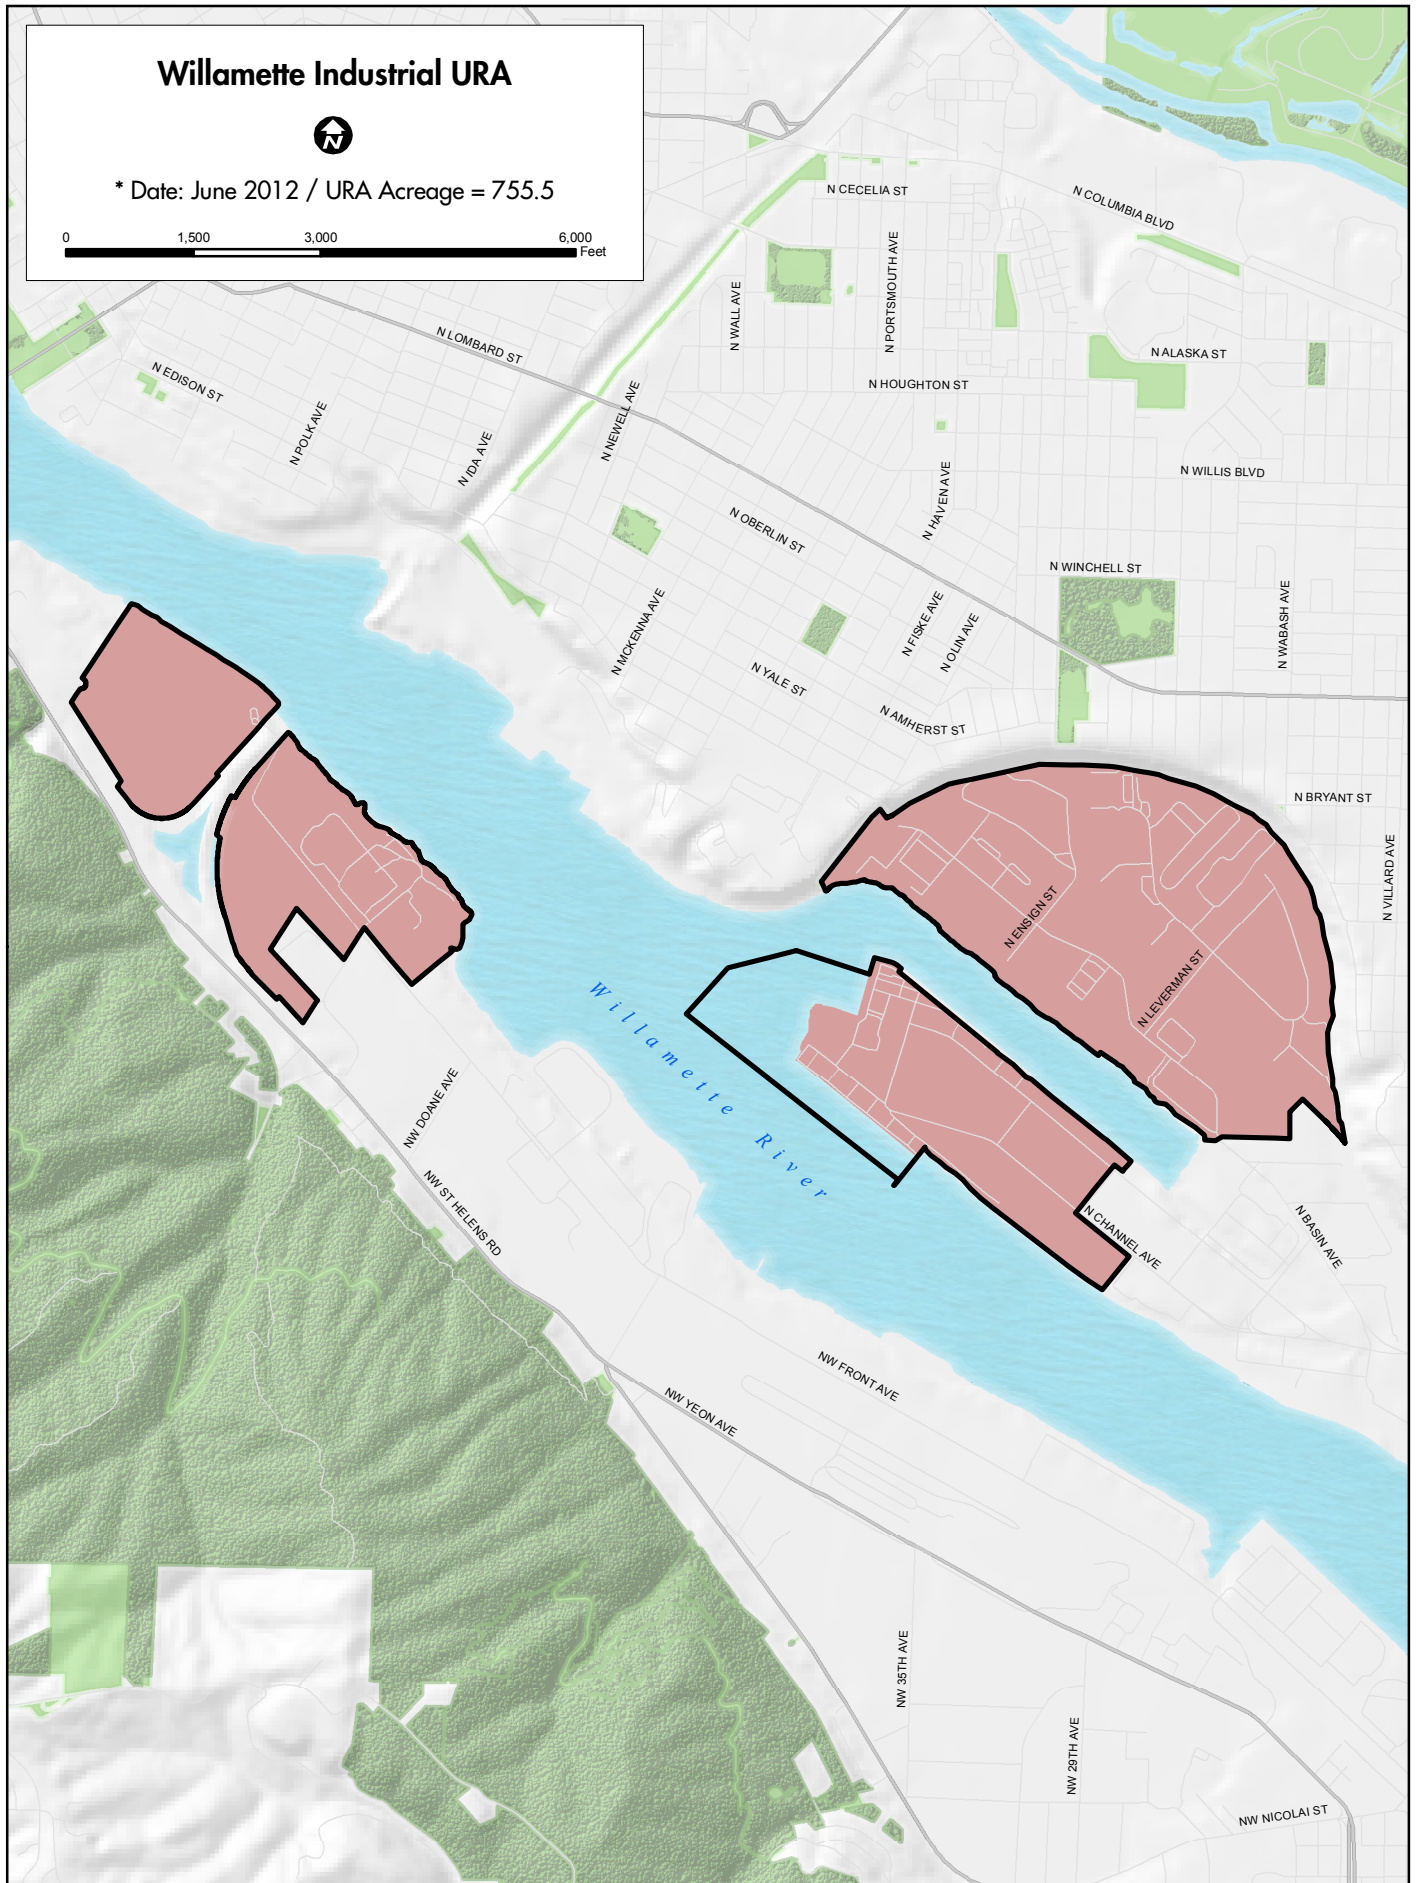 Willamette Industrial URA
N
* Date: June 2012 / URA Acreage = 755.5
0 1,500 3,000 6,000
Feet
N CECELIA ST
N COLUMBIA BLVD
N PORTSMOUTH AVE
N WALL AVE
N LOMBARD ST
N ALASKA ST
N EDISON ST
N HOUGHTON ST
N NEWELL AVE
N POLK AVE
N IDA AVE
N WILLIS BLVD
N HAVEN AVE
N OBERLIN ST
N WINCHELL ST
N WABASH AVE
N FISKE AVE
N OLIN AVE
N MCKENNA AVE
N YALE ST
N AMHERST ST
N BRYANT ST
N VILLARD AVE
N ENSIGN ST
N LEVERMAN ST
Willamette River
NW DOANE AVE
NW ST HELENS RD
N CHANNEL AVE
N BASIN AVE
NW FRONT AVE
NW YEON AVE
NW 35TH AVE
NW 29TH AVE
NW NICOLAI ST